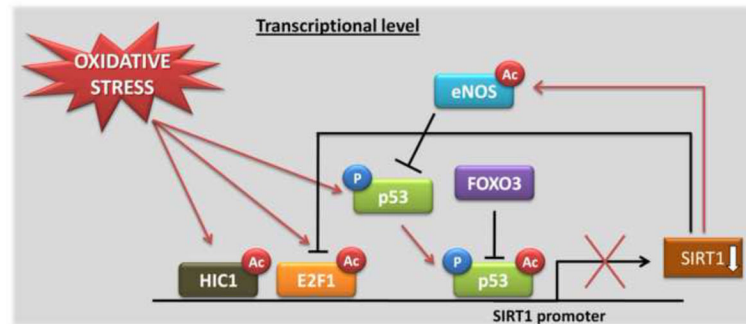 Transcriptional level
OXIDATIVE
STRESS
Ac
eNOS
P
p53
FOXO3
Ac
HIC1
Ac
E2F1
P
Ac
p53
SIRT1
SIRT1 promoter